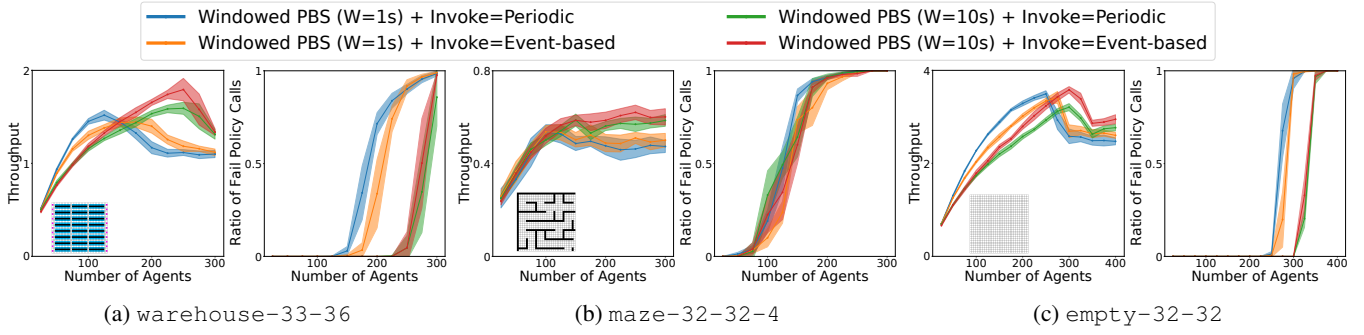 Windowed PBS (W=1s) + Invoke=Periodic
Windowed PBS (W=10s) + Invoke=Periodic
Windowed PBS (W=1s) + Invoke=Event-based
Windowed PBS (W=10s) + Invoke=Event-based
Throughput
2
1
0
100 200 300
Number of Agents
Ratio of Fail Policy Calls
1
0.5
0.0
100 200 300
Number of Agents
Throughput
0.8
0.4
0
100 200 300
Number of Agents
Ratio of Fail Policy Calls
1
0.5
0.0
100 200 300
Number of Agents
Throughput
4
2
0
100 200 300 400
Number of Agents
Ratio of Fail Policy Calls
1
0.5
0.0
100 200 300 400
Number of Agents
(a) warehouse-33-36
(b) maze-32-32-4
(c) empty-32-32